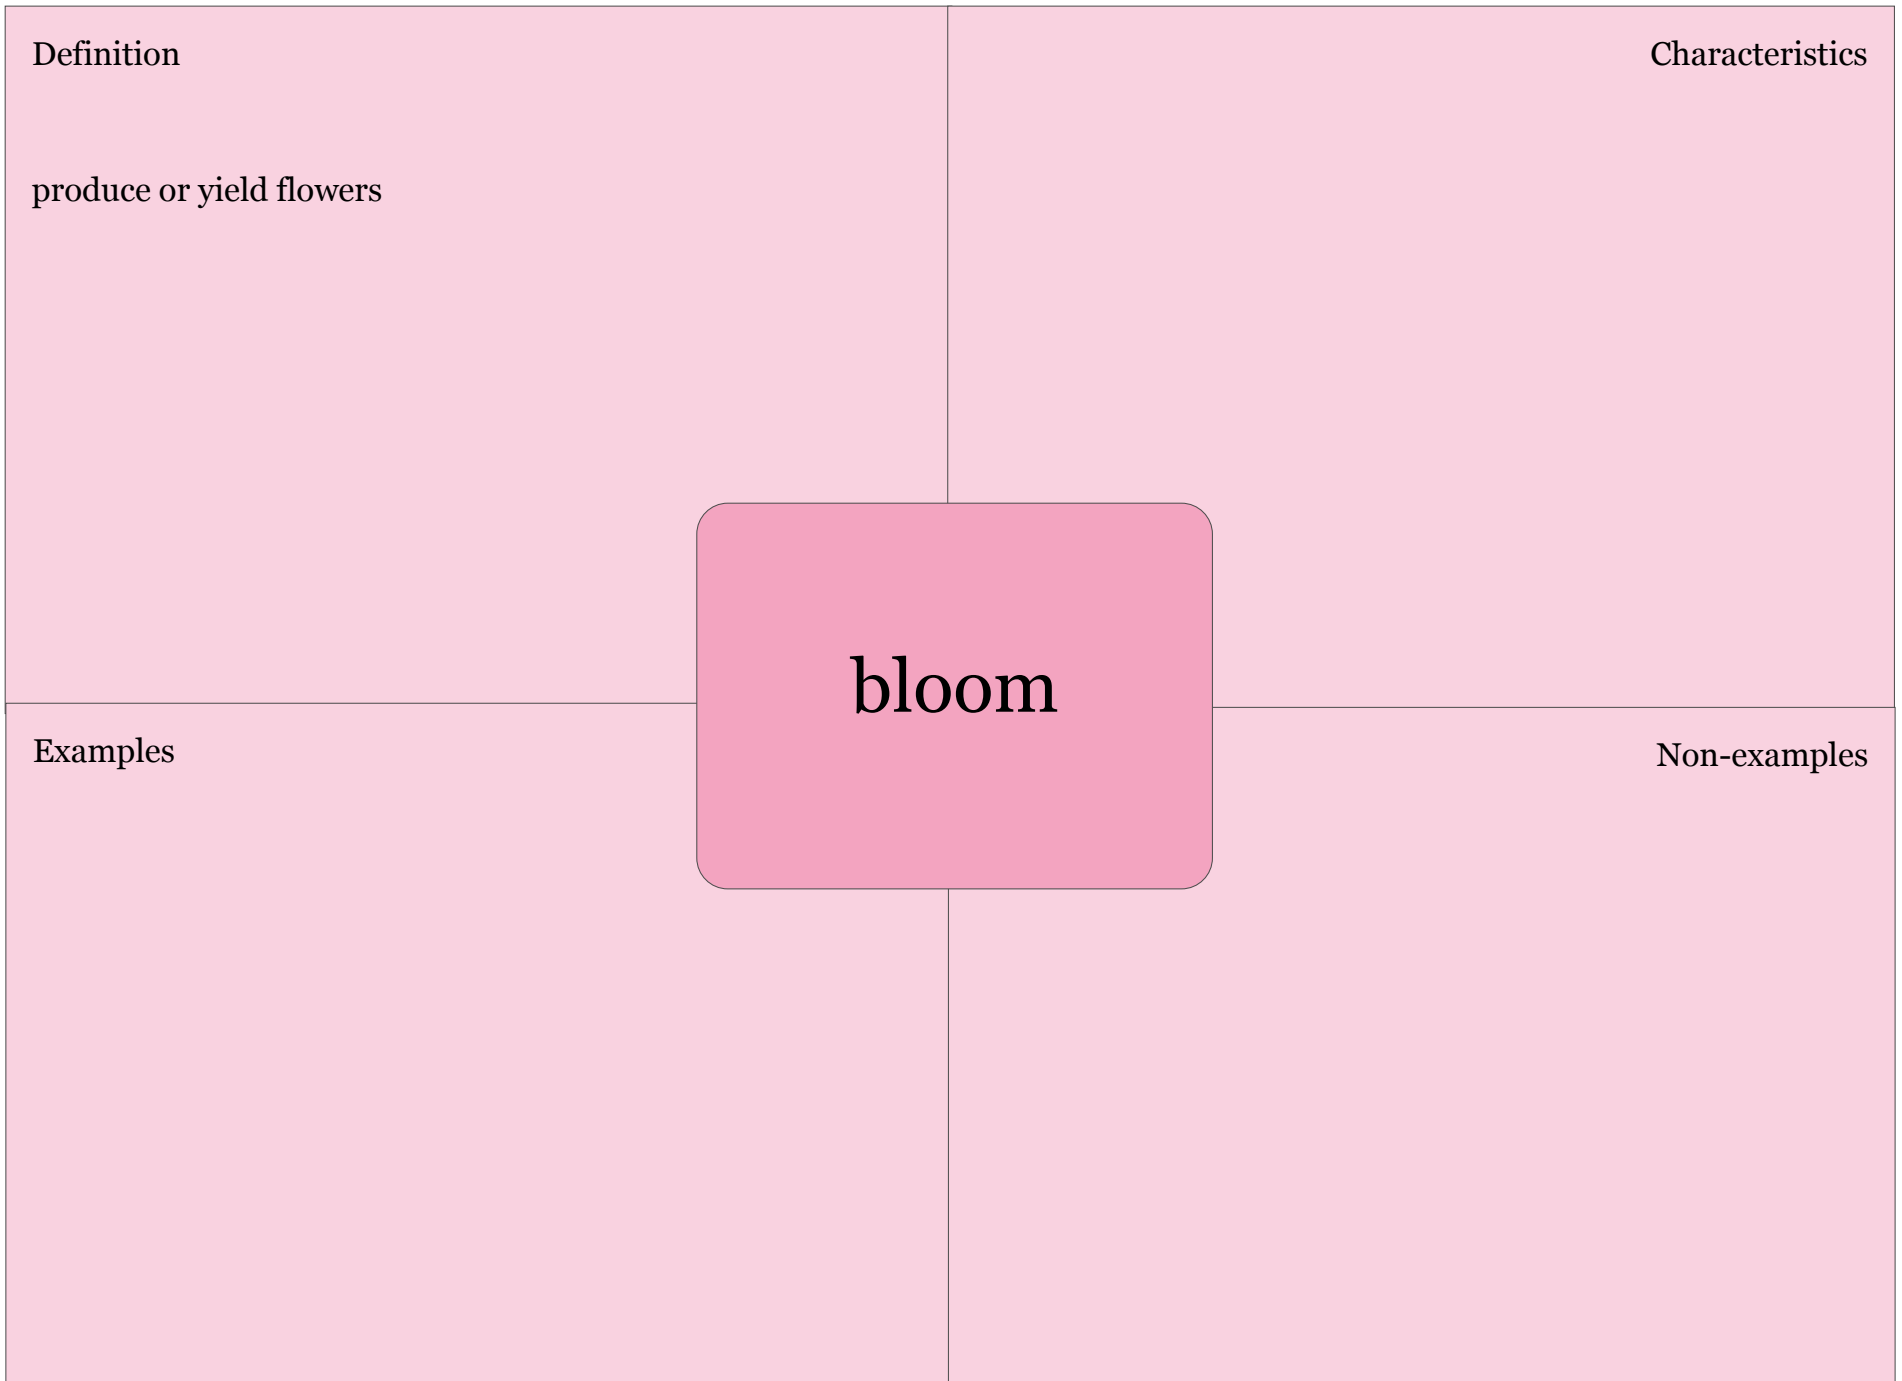 Definition
produce or yield flowers
Characteristics
bloom
Examples
Non-examples